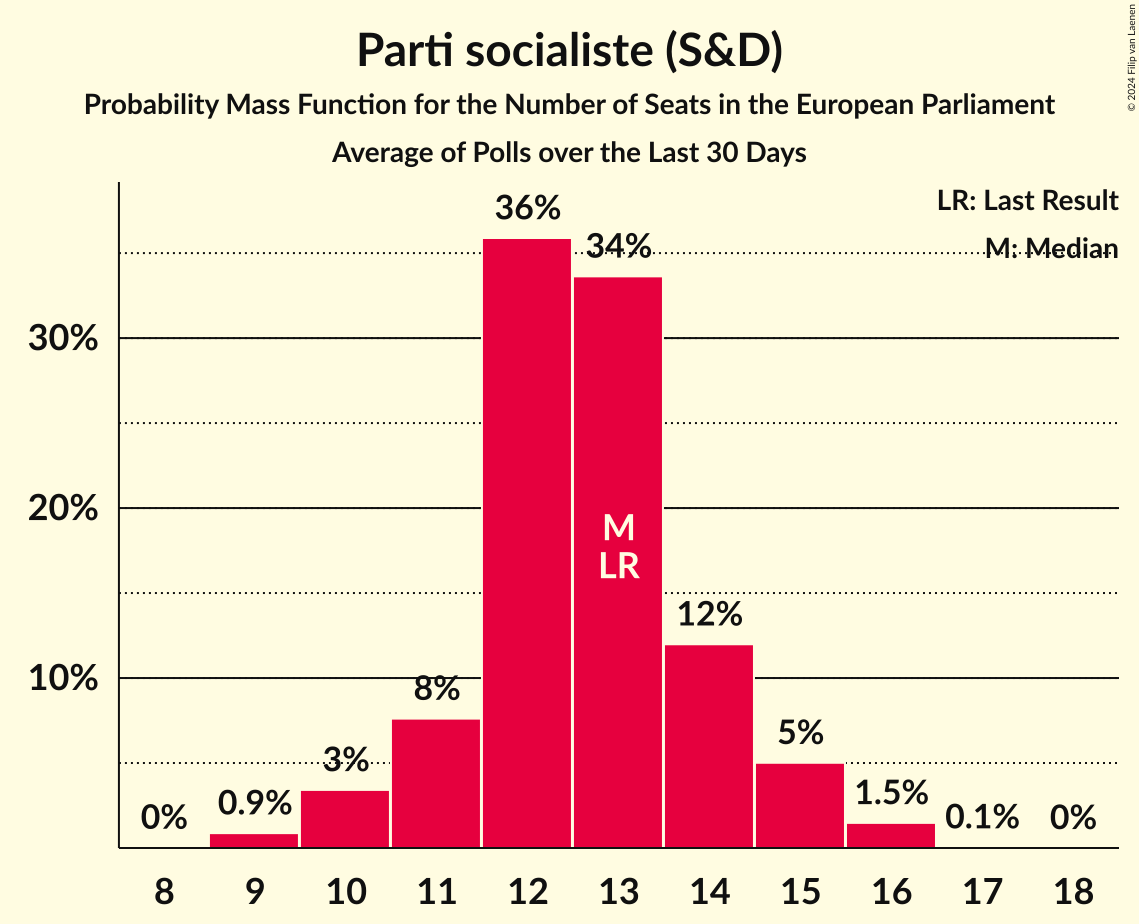 Parti socialiste (S&D)
Probability Mass Function for the Number of Seats in the European Parliament
Average of Polls over the Last 30 Days
© 2024 Filip van Laenen
LR: Last Result
M: Median
36%
34%
30%
20%
M
LR
12%
10%
8%
5%
3%
1.5%
0.9%
0.1%
0%
0%
8 9 10 11 12 13 14 15 16 17 18